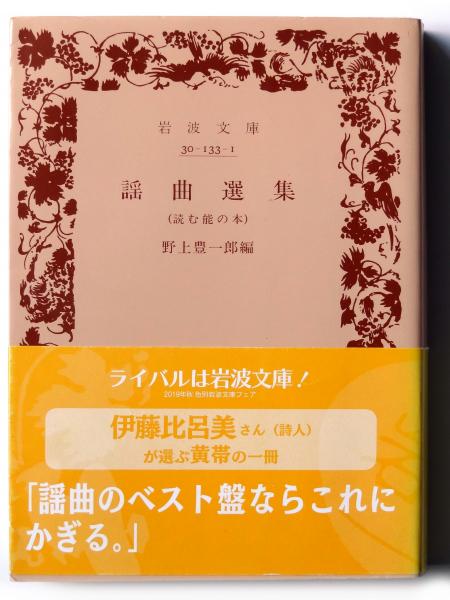 岩波文庫
30-133-1
謡曲選集
(読む能の本)
野上豊一郎編
ライバルは岩波文庫!
2019年秋 色別岩波文庫フェア
伊藤比呂美さん(詩人)
が選ぶ黄帯の一冊
「謡曲のベスト盤ならこれに
かぎる。」